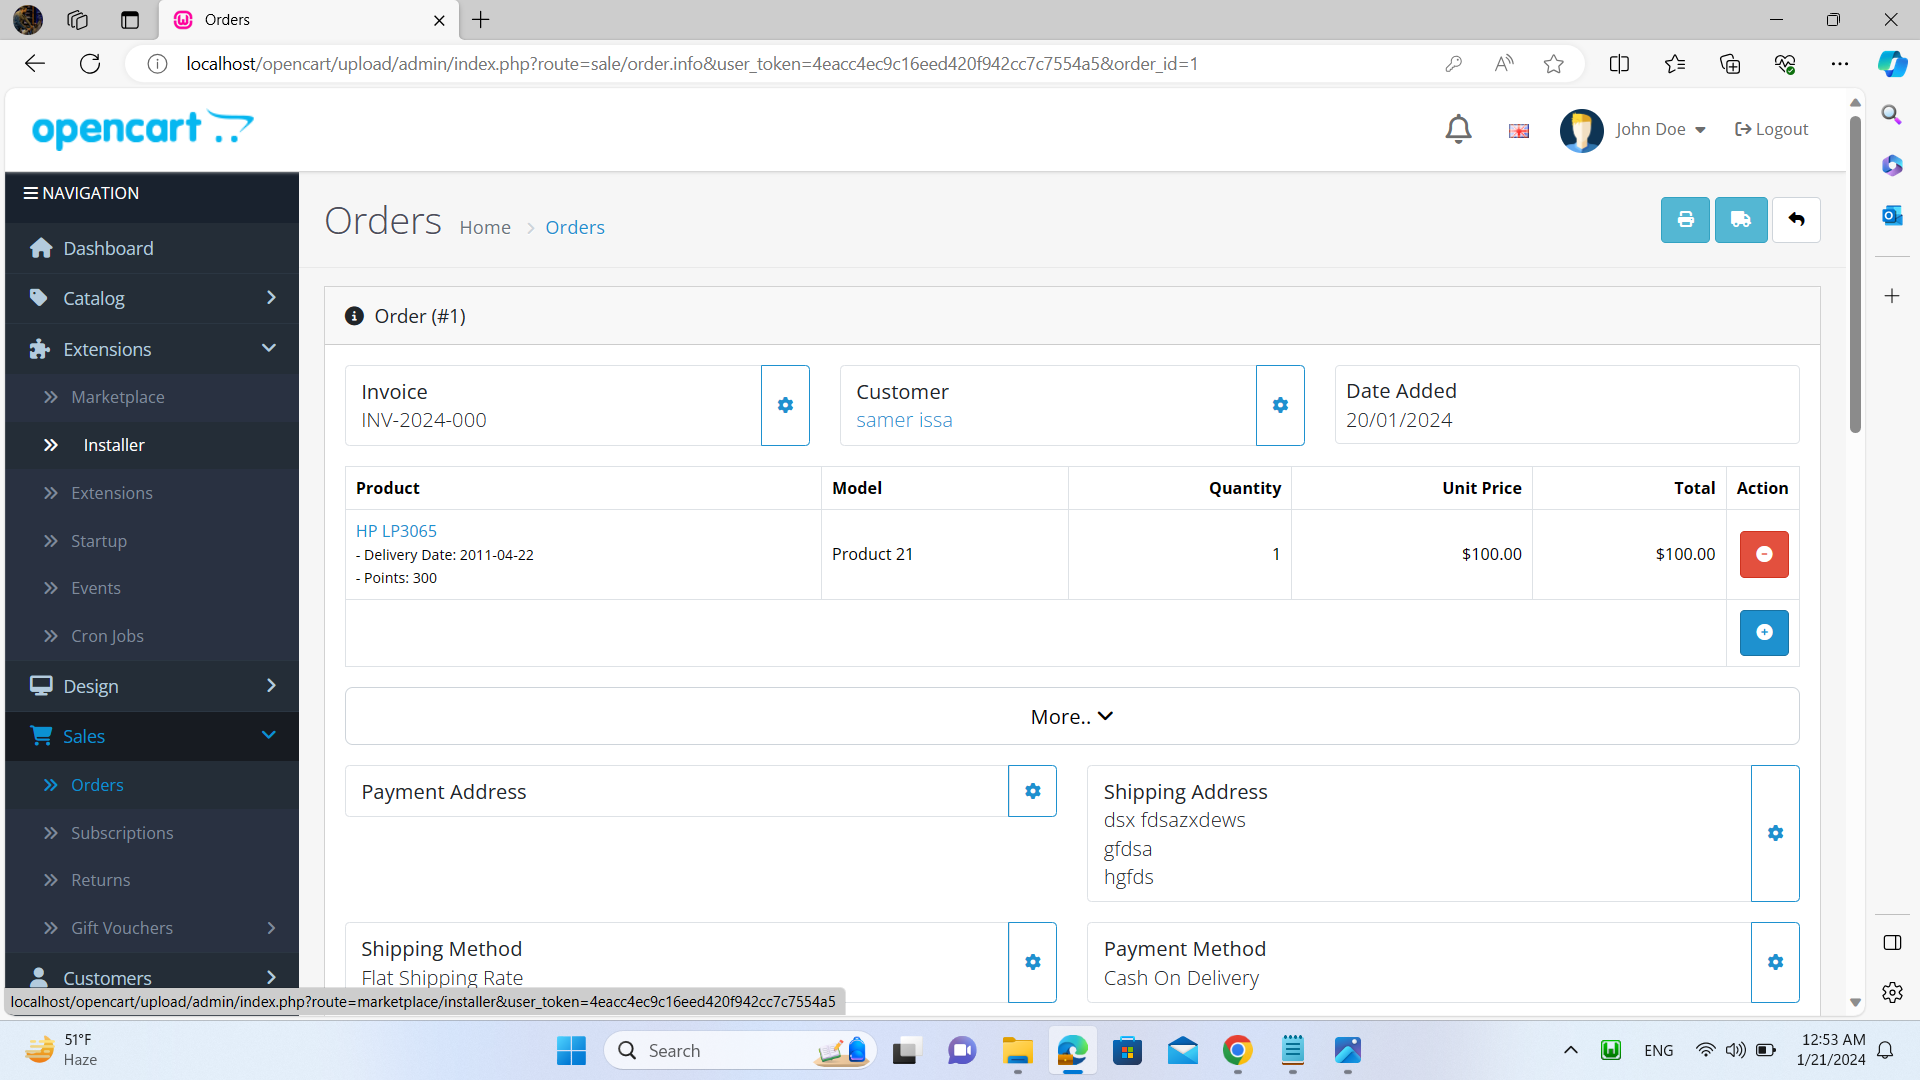 Orders
localhost/opencart/upload/admin/index.php?route=sale/order.info&user_token=4eacc4ec9c16eed420f942cc7c7554a5&order_id=1
opencart
John Doe
Logout
NAVIGATION
Dashboard
Catalog
Extensions
Marketplace
Installer
Extensions
Startup
Events
Cron Jobs
Design
Sales
Orders
Subscriptions
Returns
Gift Vouchers
Customers
Orders Home > Orders
Order (#1)
Invoice
INV-2024-000
Customer
samer issa
Date Added
20/01/2024
Product Model Quantity Unit Price Total Action
HP LP3065
- Delivery Date: 2011-04-22
- Points: 300
Product 21 1 $100.00 $100.00
More..
Payment Address
Shipping Address
dsx fdsazxdews
gfdsa
hgfds
Shipping Method
Flat Shipping Rate
Payment Method
Cash On Delivery
localhost/opencart/upload/admin/index.php?route=marketplace/installer&user_token=4eacc4ec9c16eed420f942cc7c7554a5
51°F
Haze
Search
ENG
12:53 AM
1/21/2024